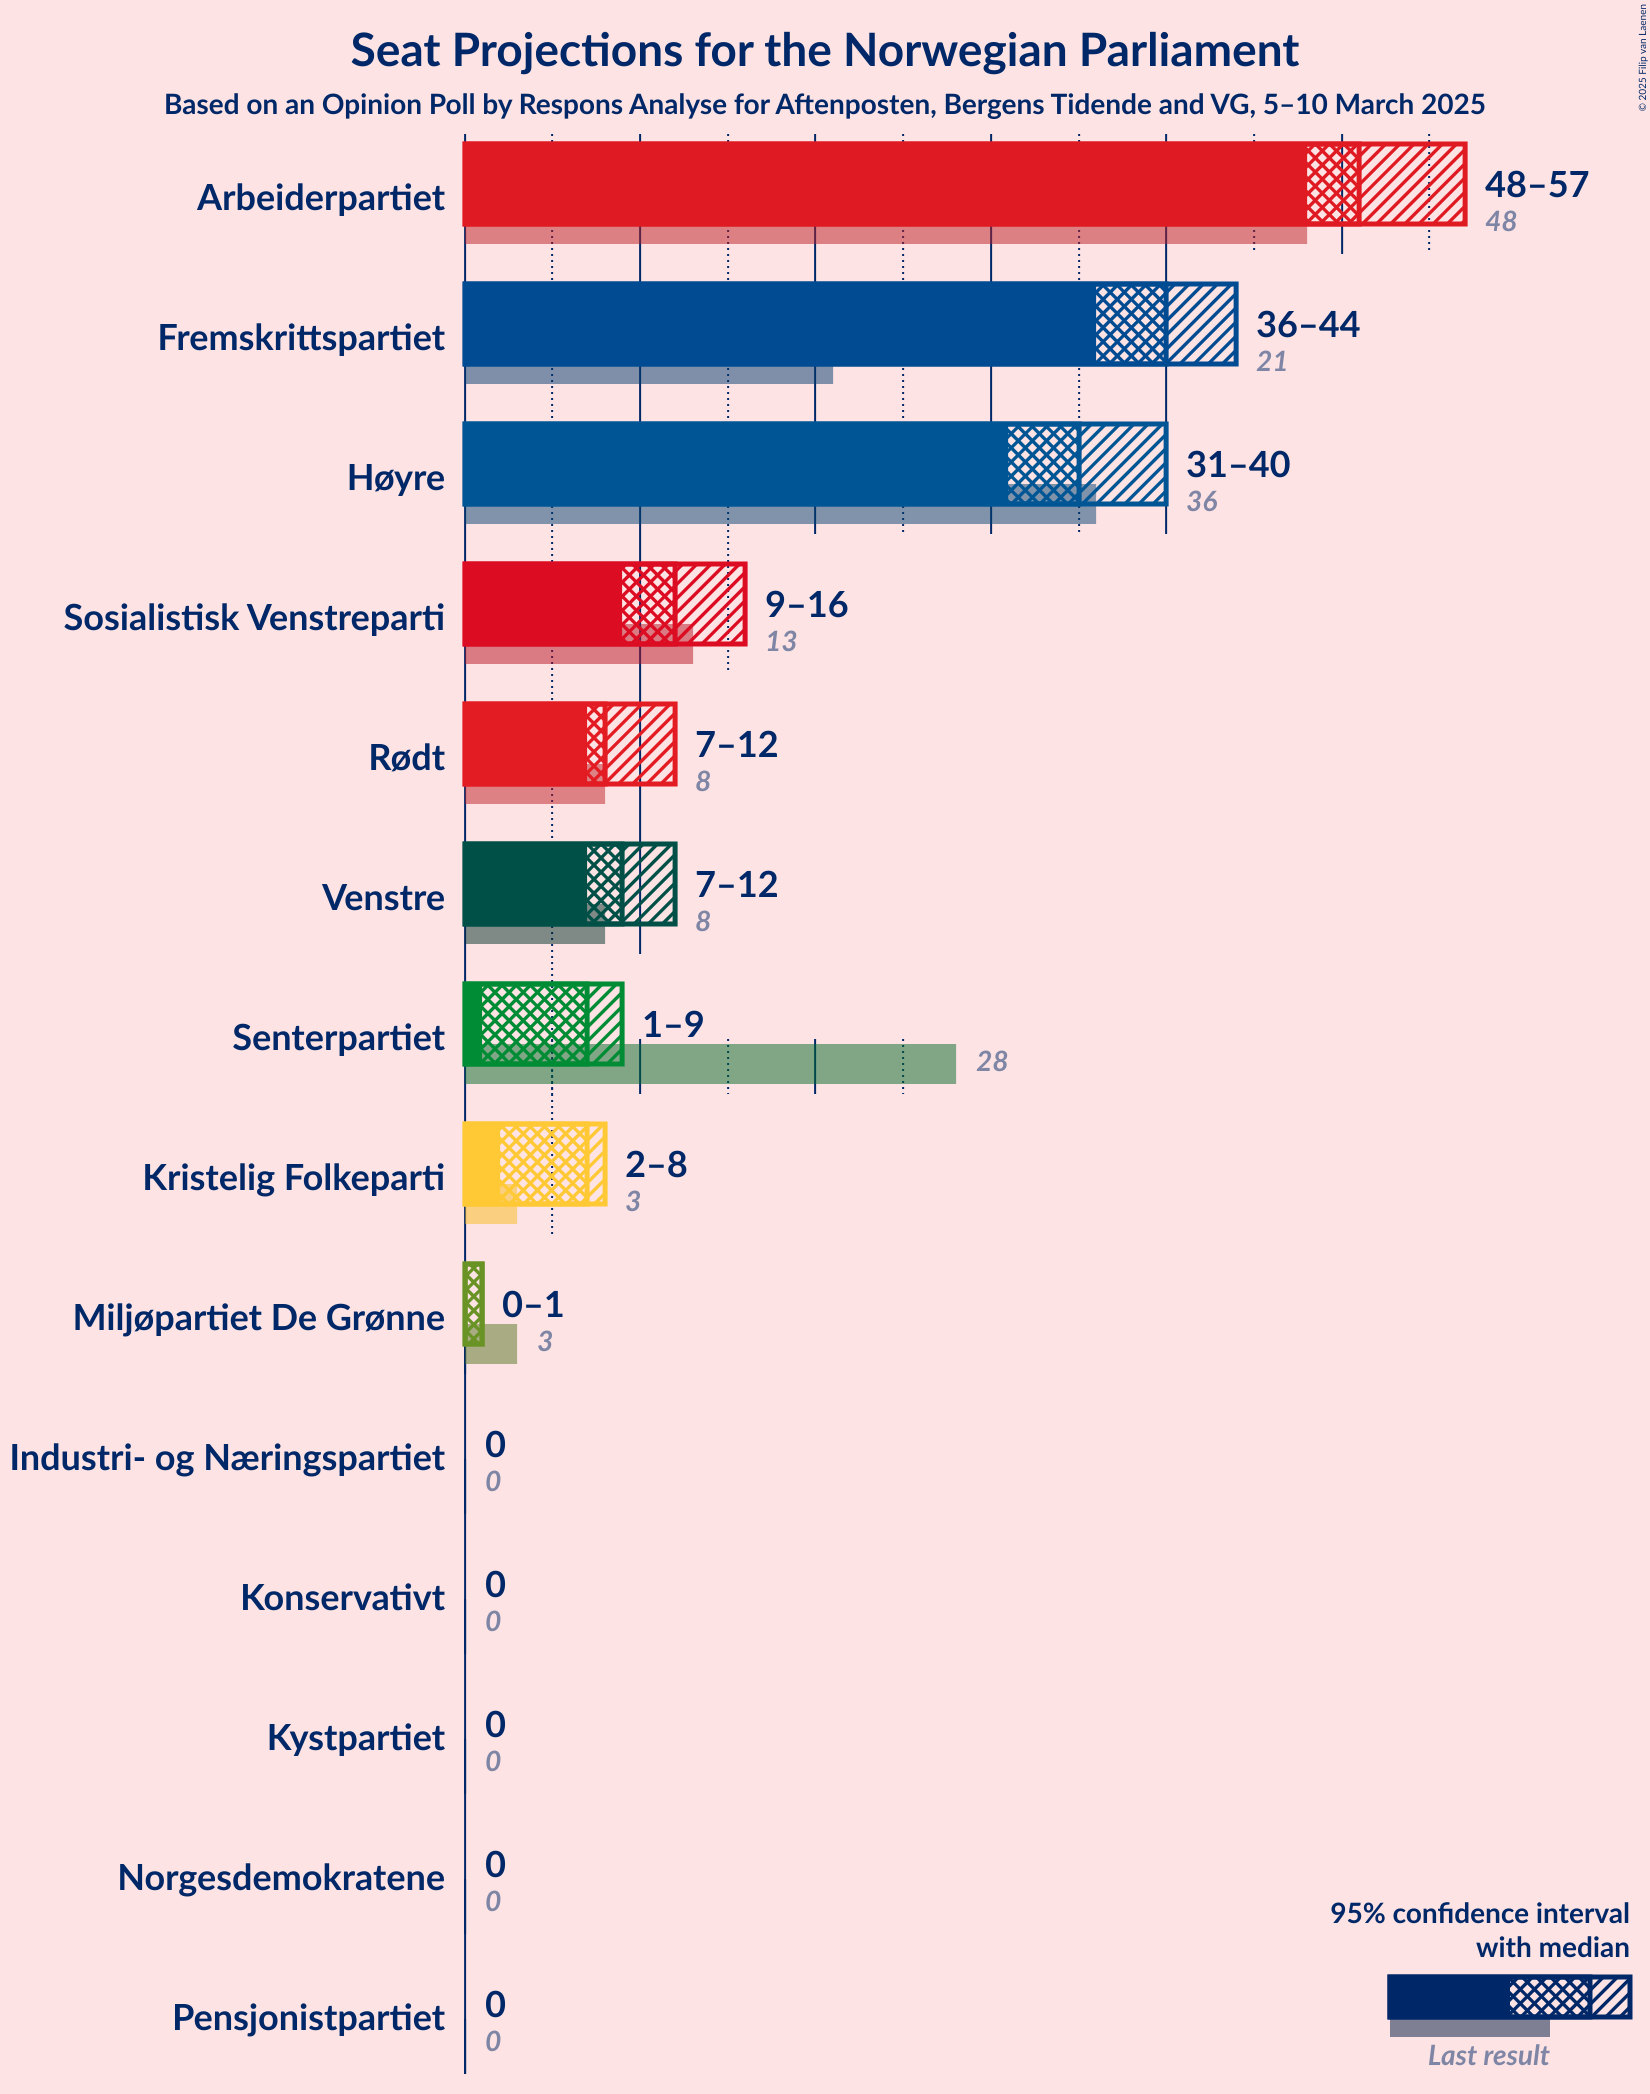 Seat Projections for the Norwegian Parliament
Based on an Opinion Poll by Respons Analyse for Aftenposten, Bergens Tidende and VG, 5–10 March 2025
© 2025 Filip van Laenen
Arbeiderpartiet
48–57
48
Fremskrittspartiet
36–44
21
Høyre
31–40
36
Sosialistisk Venstreparti
9–16
13
Rødt
7–12
8
Venstre
7–12
8
Senterpartiet
1–9
28
Kristelig Folkeparti
2–8
3
Miljøpartiet De Grønne
0–1
3
Industri- og Næringspartiet
0
0
Konservativt
0
0
Kystpartiet
0
0
Norgesdemokratene
0
0
Pensjonistpartiet
0
0
95% confidence interval
with median
Last result